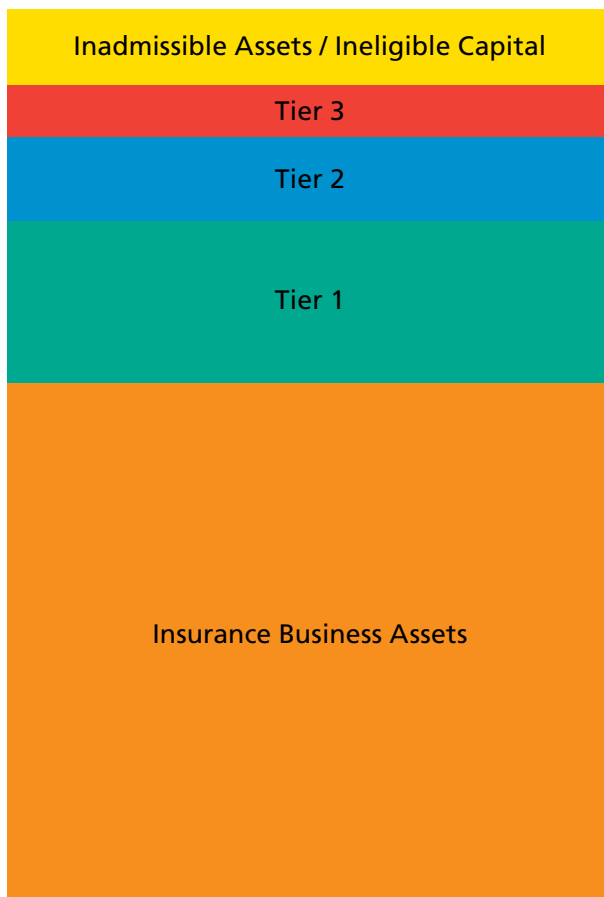 Inadmissible Assets / Ineligible Capital
Tier 3
Tier 2
Tier 1
Insurance Business Assets